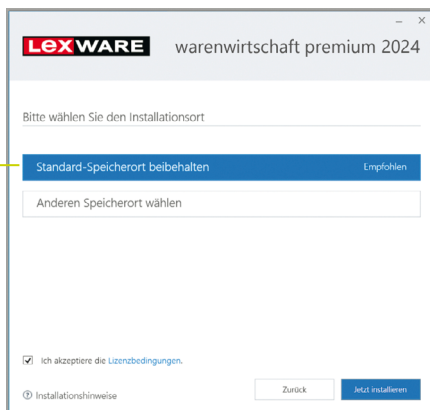 LEXWARE warenwirtschaft premium 2024
Bitte wählen Sie den Installationsort
Standard-Speicherort beibehalten Empfohlen
Anderen Speicherort wählen
Ich akzeptiere die Lizenzbedingungen.
Installationshinweise Zurück Jetzt installieren